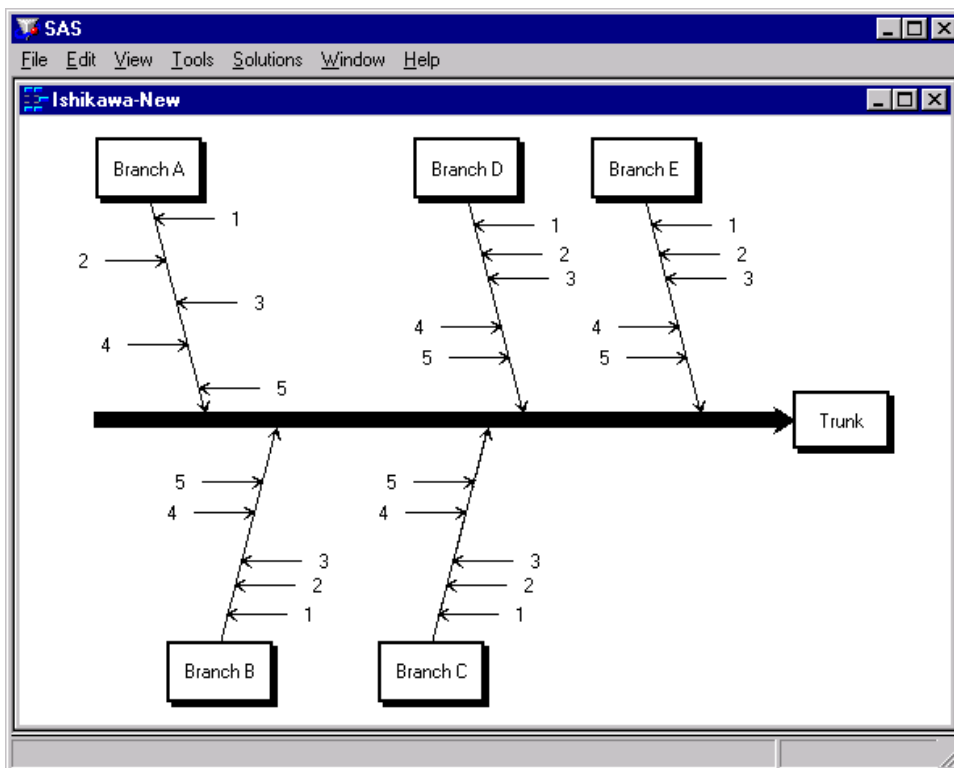 SAS
File Edit View Tools Solutions Window Help
Ishikawa-New
Branch A Branch D Branch E
1 1 1
2 2 2
3 3
3
4 4
4
5 5
5
Trunk
5 5
4 4
3 3
2 2
1 1
Branch B Branch C